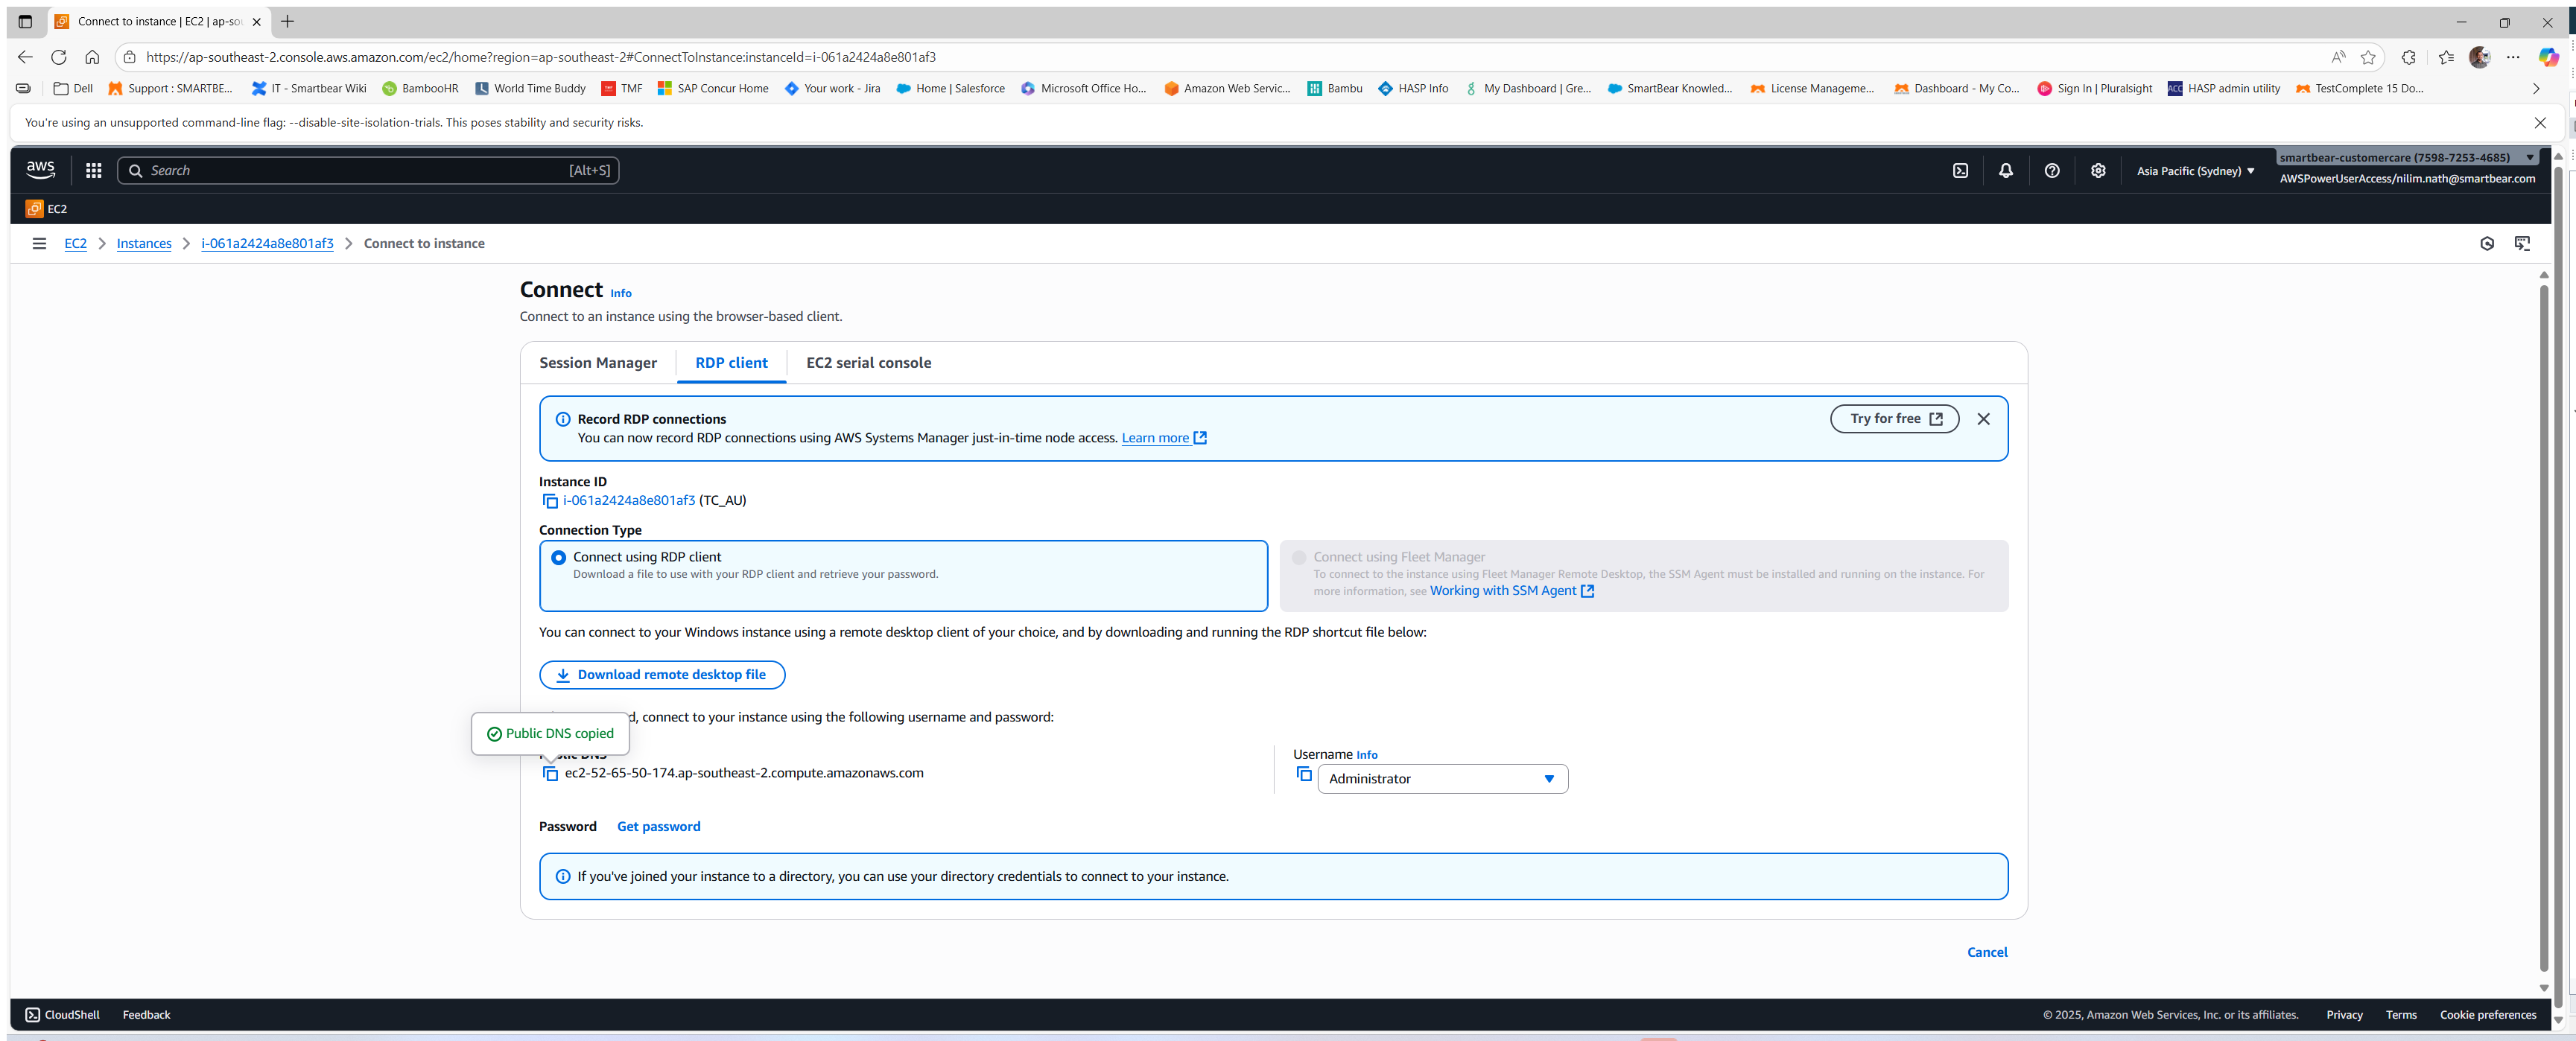 Connect to instance | EC2 | ap-sou
https://ap-southeast-2.console.aws.amazon.com/ec2/home?region=ap-southeast-2#ConnectToInstance:instanceId=i-061a2424a8e801af3
Dell Support : SMARTBE... IT - Smartbear Wiki BambooHR World Time Buddy TMF SAP Concur Home Your work - Jira Home | Salesforce Microsoft Office Ho... Amazon Web Servic... Bambu HASP Info My Dashboard | Gre... SmartBear Knowled... License Manageme... Dashboard - My Co... Sign In | Pluralsight ACC HASP admin utility TestComplete 15 Do...
You're using an unsupported command-line flag: --disable-site-isolation-trials. This poses stability and security risks.
aws Search [Alt+S] Asia Pacific (Sydney) smartbear-customercare (7598-7253-4685)
AWSPowerUserAccess/nilim.nath@smartbear.com
EC2
EC2 > Instances > i-061a2424a8e801af3 > Connect to instance
Connect Info
Connect to an instance using the browser-based client.
Session Manager RDP client EC2 serial console
Record RDP connections
You can now record RDP connections using AWS Systems Manager just-in-time node access. Learn more
Try for free
Instance ID
i-061a2424a8e801af3 (TC_AU)
Connection Type
Connect using RDP client
Download a file to use with your RDP client and retrieve your password.
Connect using Fleet Manager
To connect to the instance using Fleet Manager Remote Desktop, the SSM Agent must be installed and running on the instance. For
more information, see Working with SSM Agent
You can connect to your Windows instance using a remote desktop client of your choice, and by downloading and running the RDP shortcut file below:
Download remote desktop file
d, connect to your instance using the following username and password:
Public DNS copied
Public DNS
ec2-52-65-50-174.ap-southeast-2.compute.amazonaws.com
Username Info
Administrator
Password Get password
If you've joined your instance to a directory, you can use your directory credentials to connect to your instance.
Cancel
CloudShell Feedback © 2025, Amazon Web Services, Inc. or its affiliates. Privacy Terms Cookie preferences